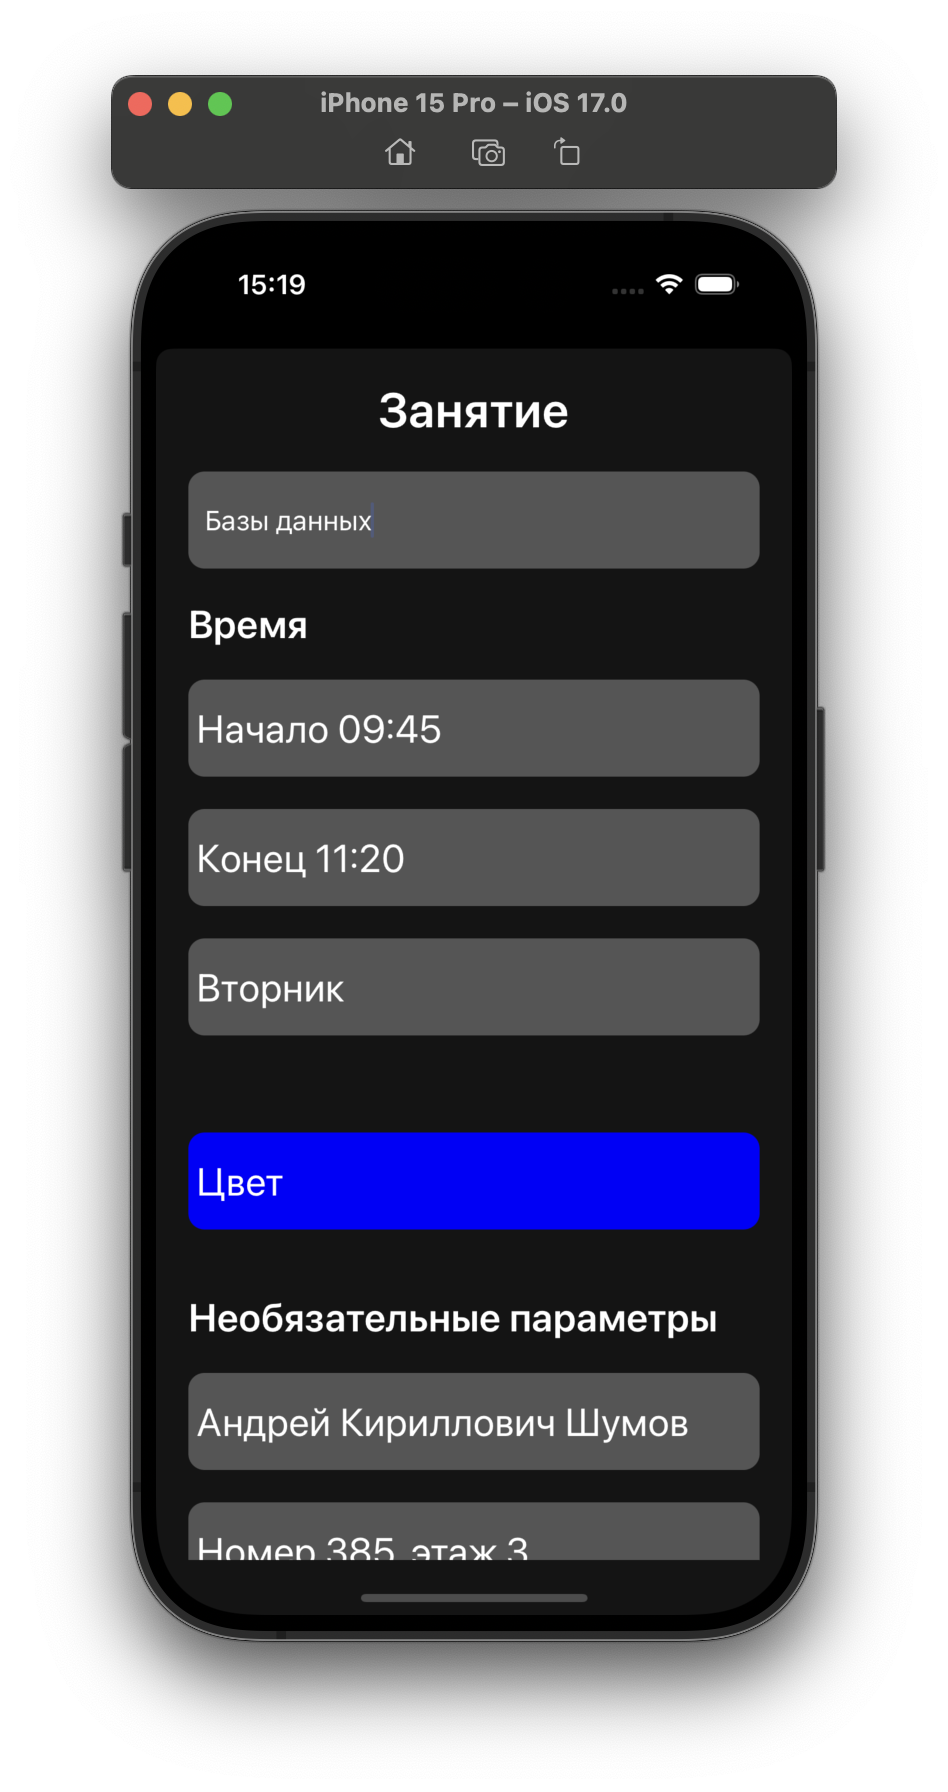 iPhone 15 Pro – iOS 17.0
15:19
Занятие
Базы данных
Время
Начало 09:45
Конец 11:20
Вторник
Цвет
Необязательные параметры
Андрей Кириллович Шумов
Номер 385, этаж 3